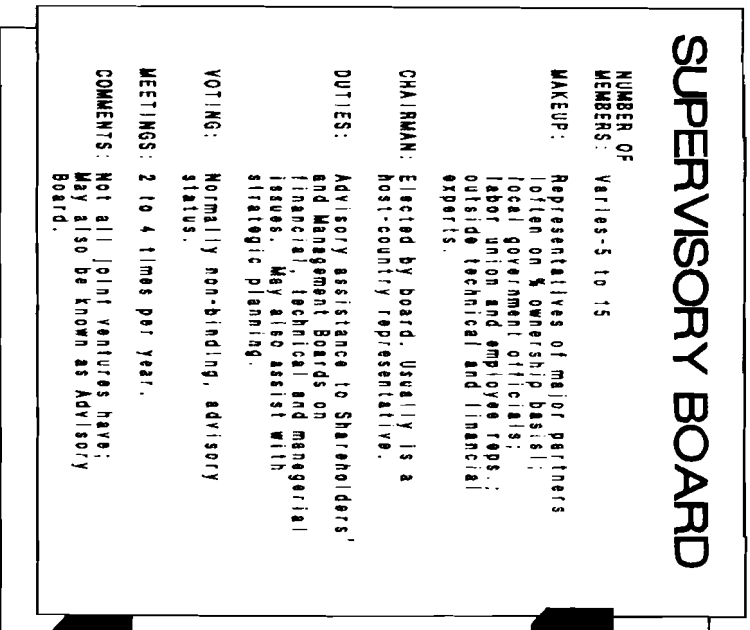 SUPERVISORY BOARD
NUMBER OF
MEMBERS: Varies-5 to 15
MAKEUP: Representatives of major partners
(often on % ownership basis);
local government officials;
labor union and employee reps.;
outside technical and financial
experts.
CHAIRMAN: Elected by board. Usually is a
host-country representative.
DUTIES: Advisory assistance to Shareholders'
and Management Boards on
financial, technical and managerial
issues. May also assist with
strategic planning.
VOTING: Normally non-binding, advisory
status.
MEETINGS: 2 to 4 times per year.
COMMENTS: Not all joint ventures have;
May also be known as Advisory
Board.